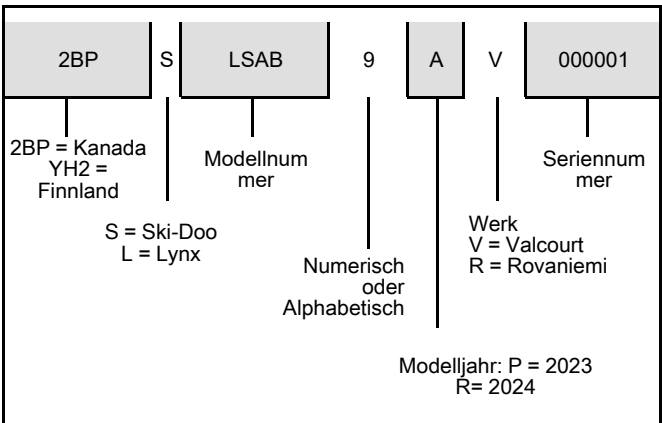 2BP S LSAB 9 A V 000001
2BP = Kanada
YH2 =
Finnland
Modellnum
mer
Seriennum
mer
S = Ski-Doo
L = Lynx
Werk
V = Valcourt
R = Rovaniemi
Numerisch
oder
Alphabetisch
Modelljahr: P = 2023
R= 2024